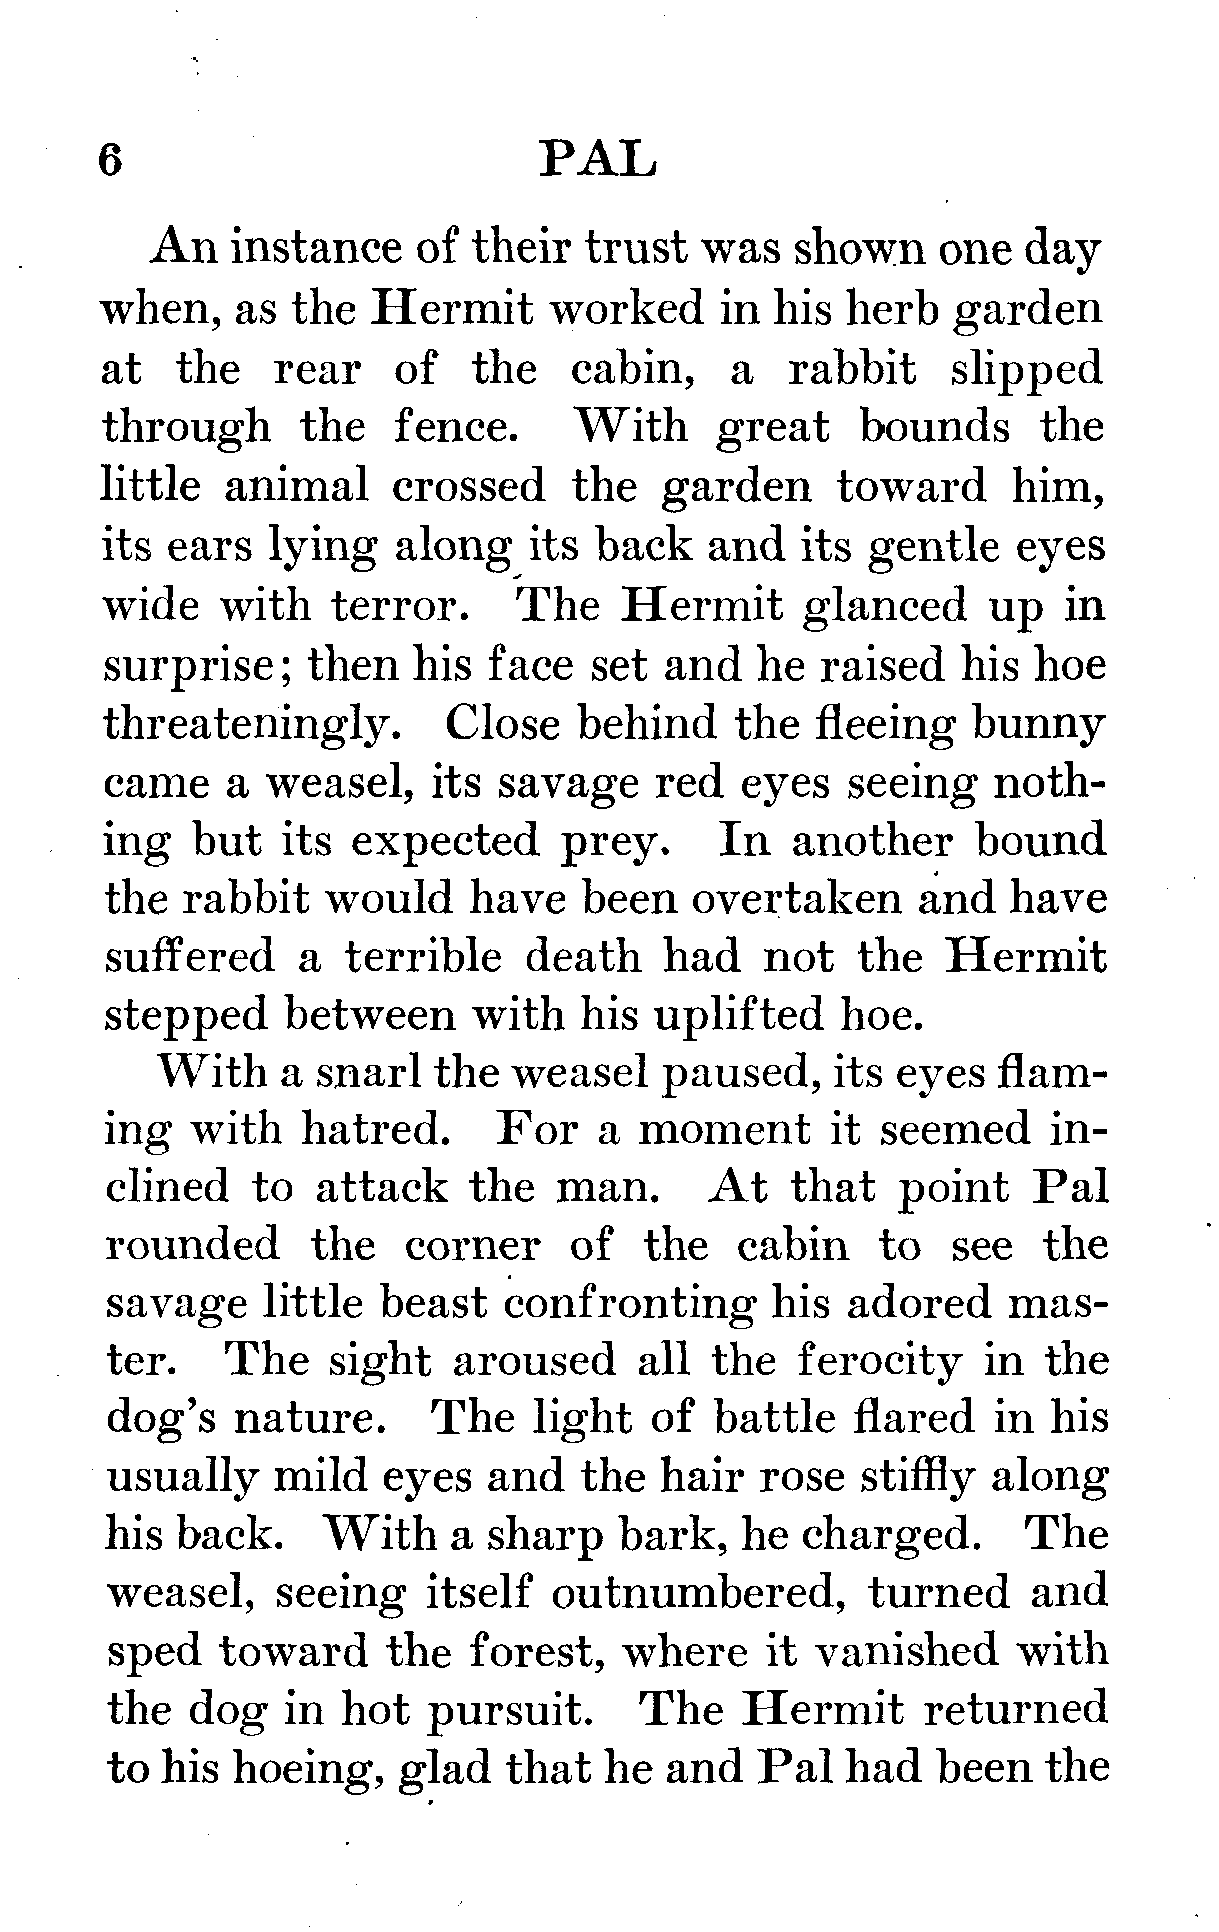 6 PAL
An instance of their trust was shown one day
when, as the Hermit worked in his herb garden
at the rear of the cabin, a rabbit slipped
through the fence. With great bounds the
little animal crossed the garden toward him,
its ears lying along its back and its gentle eyes
wide with terror. The Hermit glanced up in
surprise; then his face set and he raised his hoe
threateningly. Close behind the fleeing bunny
came a weasel, its savage red eyes seeing noth-
ing but its expected prey. In another bound
the rabbit would have been overtaken and have
suffered a terrible death had not the Hermit
stepped between with his uplifted hoe.
With a snarl the weasel paused, its eyes flam-
ing with hatred. For a moment it seemed in-
clined to attack the man. At that point Pal
rounded the corner of the cabin to see the
savage little beast confronting his adored mas-
ter. The sight aroused all the ferocity in the
dog's nature. The light of battle flared in his
usually mild eyes and the hair rose stiffly along
his back. With a sharp bark, he charged. The
weasel, seeing itself outnumbered, turned and
sped toward the forest, where it vanished with
the dog in hot pursuit. The Hermit returned
to his hoeing, glad that he and Pal had been the